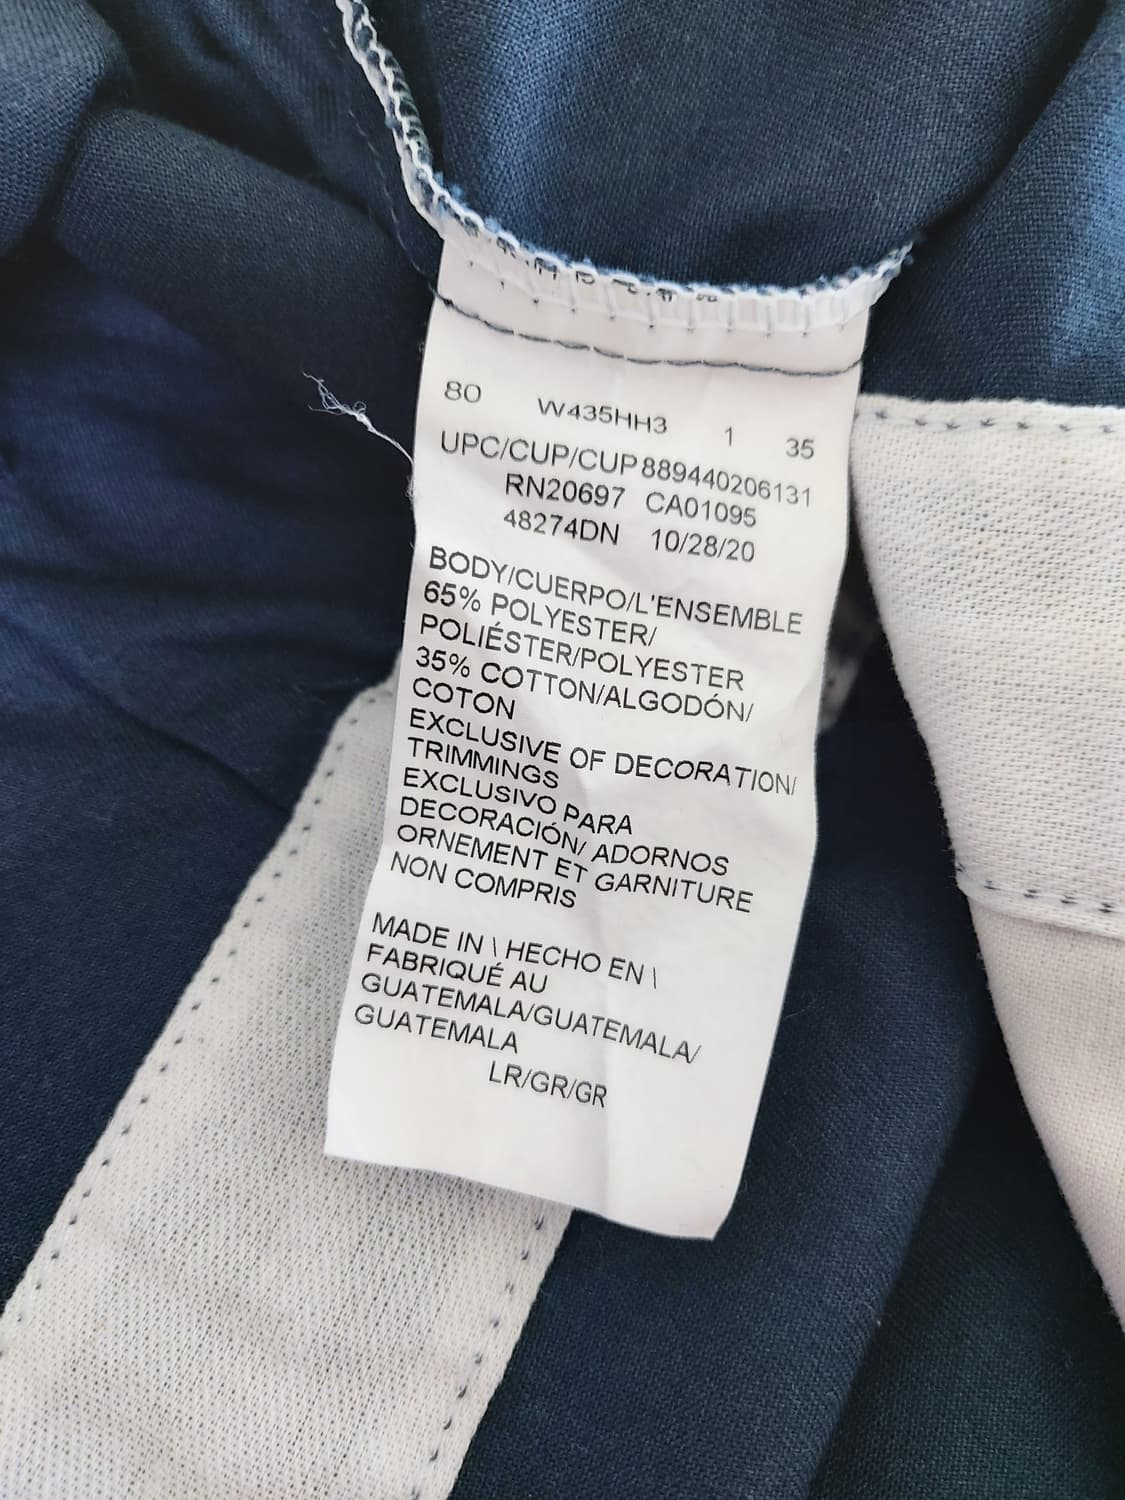 80 W435HH3 1 35
UPC/CUP/CUP889440206131
RN20697 CA01095
48274DN 10/28/20
BODY/CUERPO/L'ENSEMBLE
65% POLYESTER/
POLIÉSTER/POLYESTER
35% COTTON/ALGODÓN/
COTON
EXCLUSIVE OF DECORATION/
TRIMMINGS
EXCLUSIVO PARA
DECORACIÓN/ ADORNOS
ORNEMENT ET GARNITURE
NON COMPRIS
MADE IN \ HECHO EN \
FABRIQUÉ AU
GUATEMALA/GUATEMALA/
GUATEMALA
LR/GR/GR